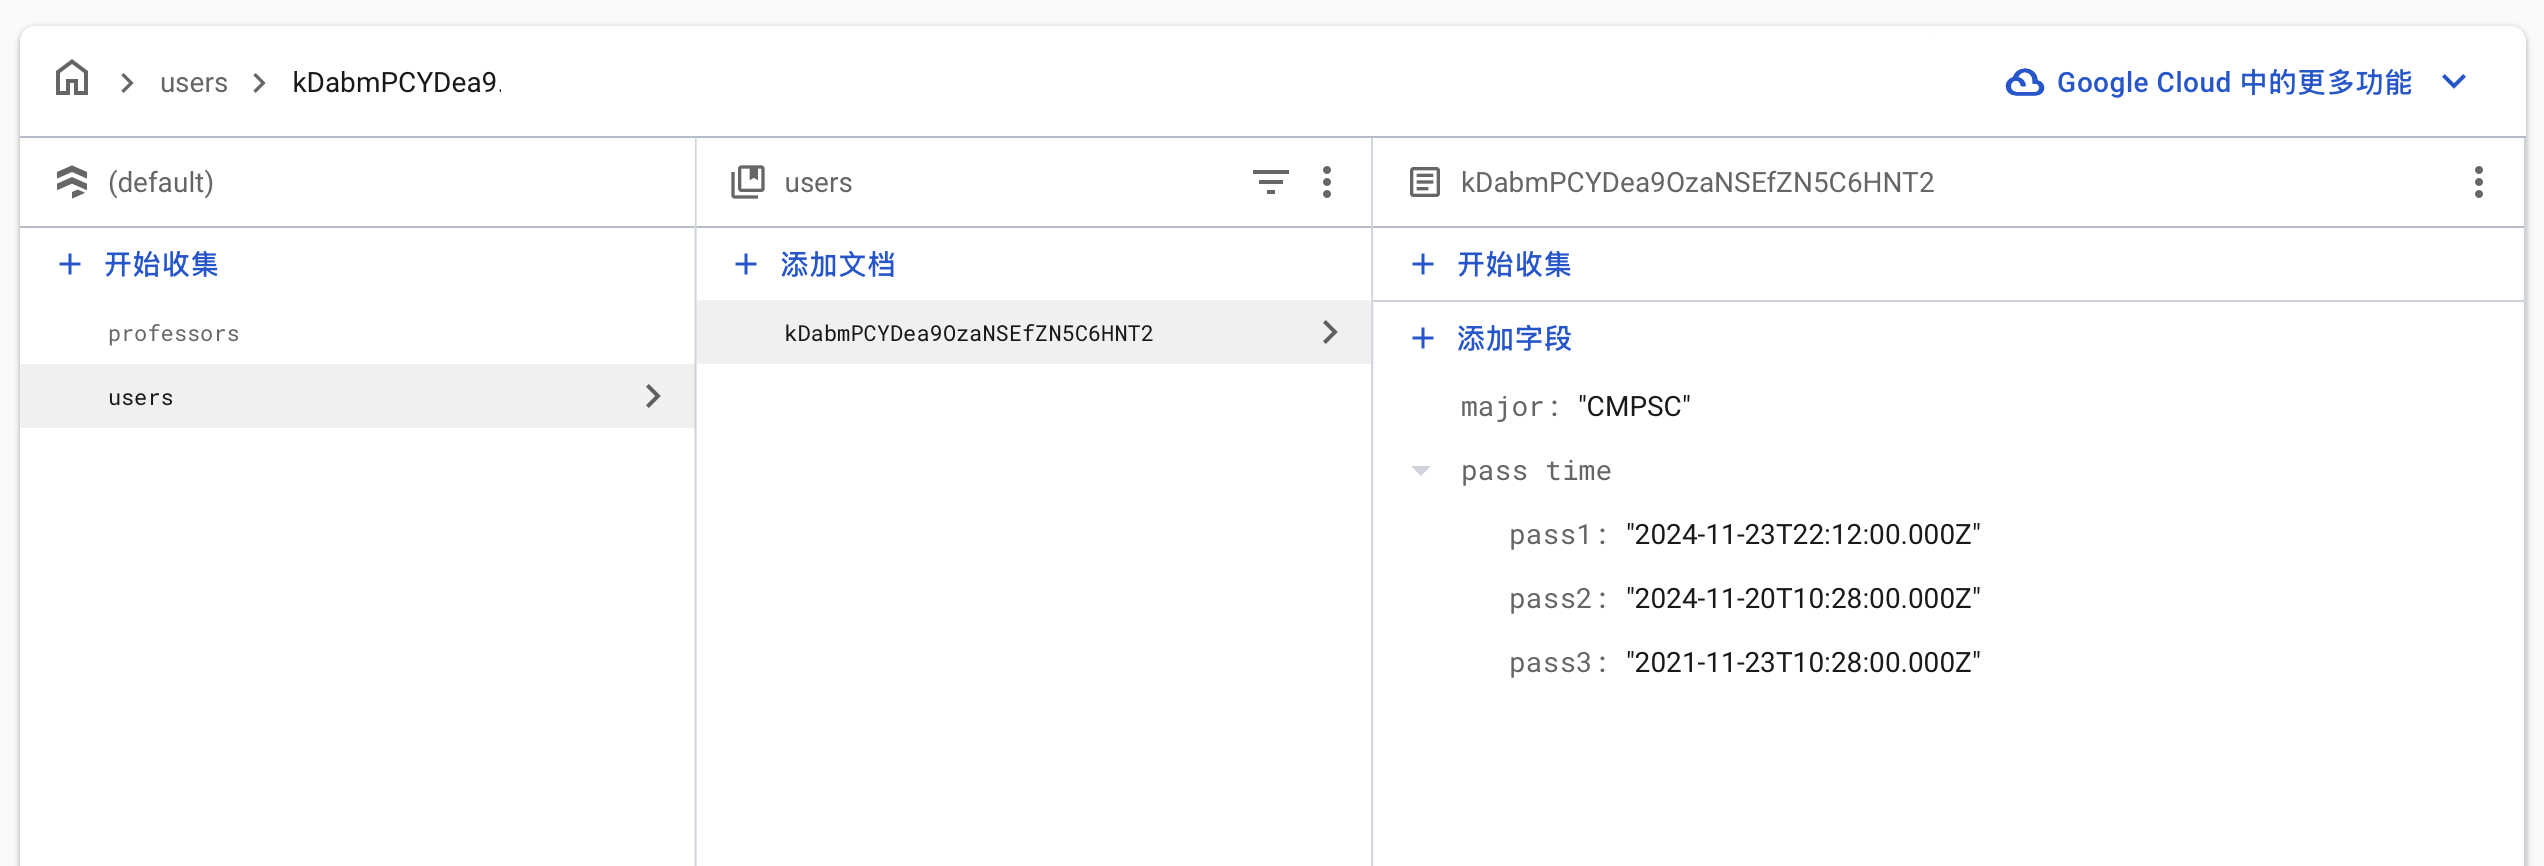 users
kDabmPCYDea9.
Google Cloud 中的更多功能
(default)
开始收集
professors
users
users
添加文档
kDabmPCYDea9OzaNSEfZN5C6HNT2
kDabmPCYDea9OzaNSEfZN5C6HNT2
开始收集
添加字段
major: "CMPSC"
pass time
pass1: "2024-11-23T22:12:00.000Z"
pass2: "2024-11-20T10:28:00.000Z"
pass3: "2021-11-23T10:28:00.000Z"